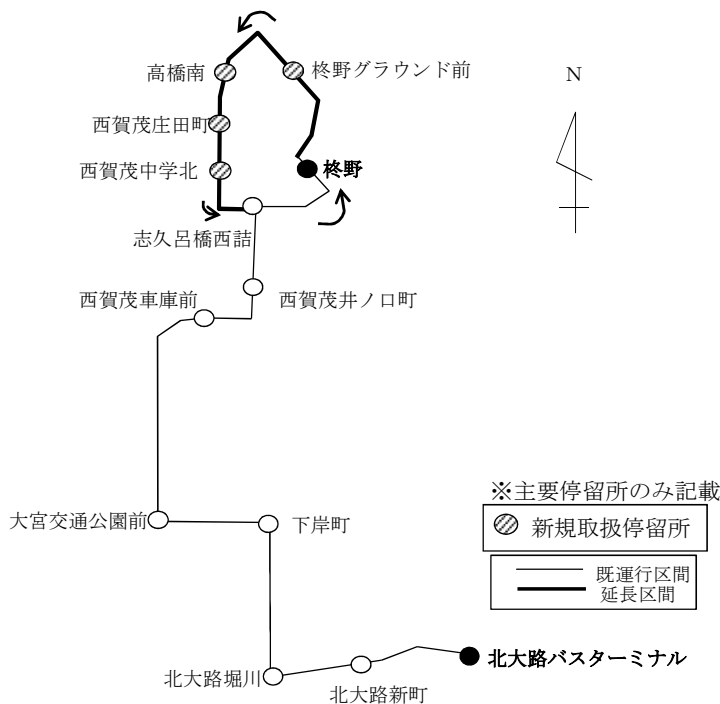 高橋南
柊野グラウンド前
N
西賀茂庄田町
西賀茂中学北
柊野
志久呂橋西詰
西賀茂車庫前
西賀茂井ノ口町
※主要停留所のみ記載
大宮交通公園前
下岸町
新規取扱停留所
既運行区間
延長区間
北大路バスターミナル
北大路堀川
北大路新町